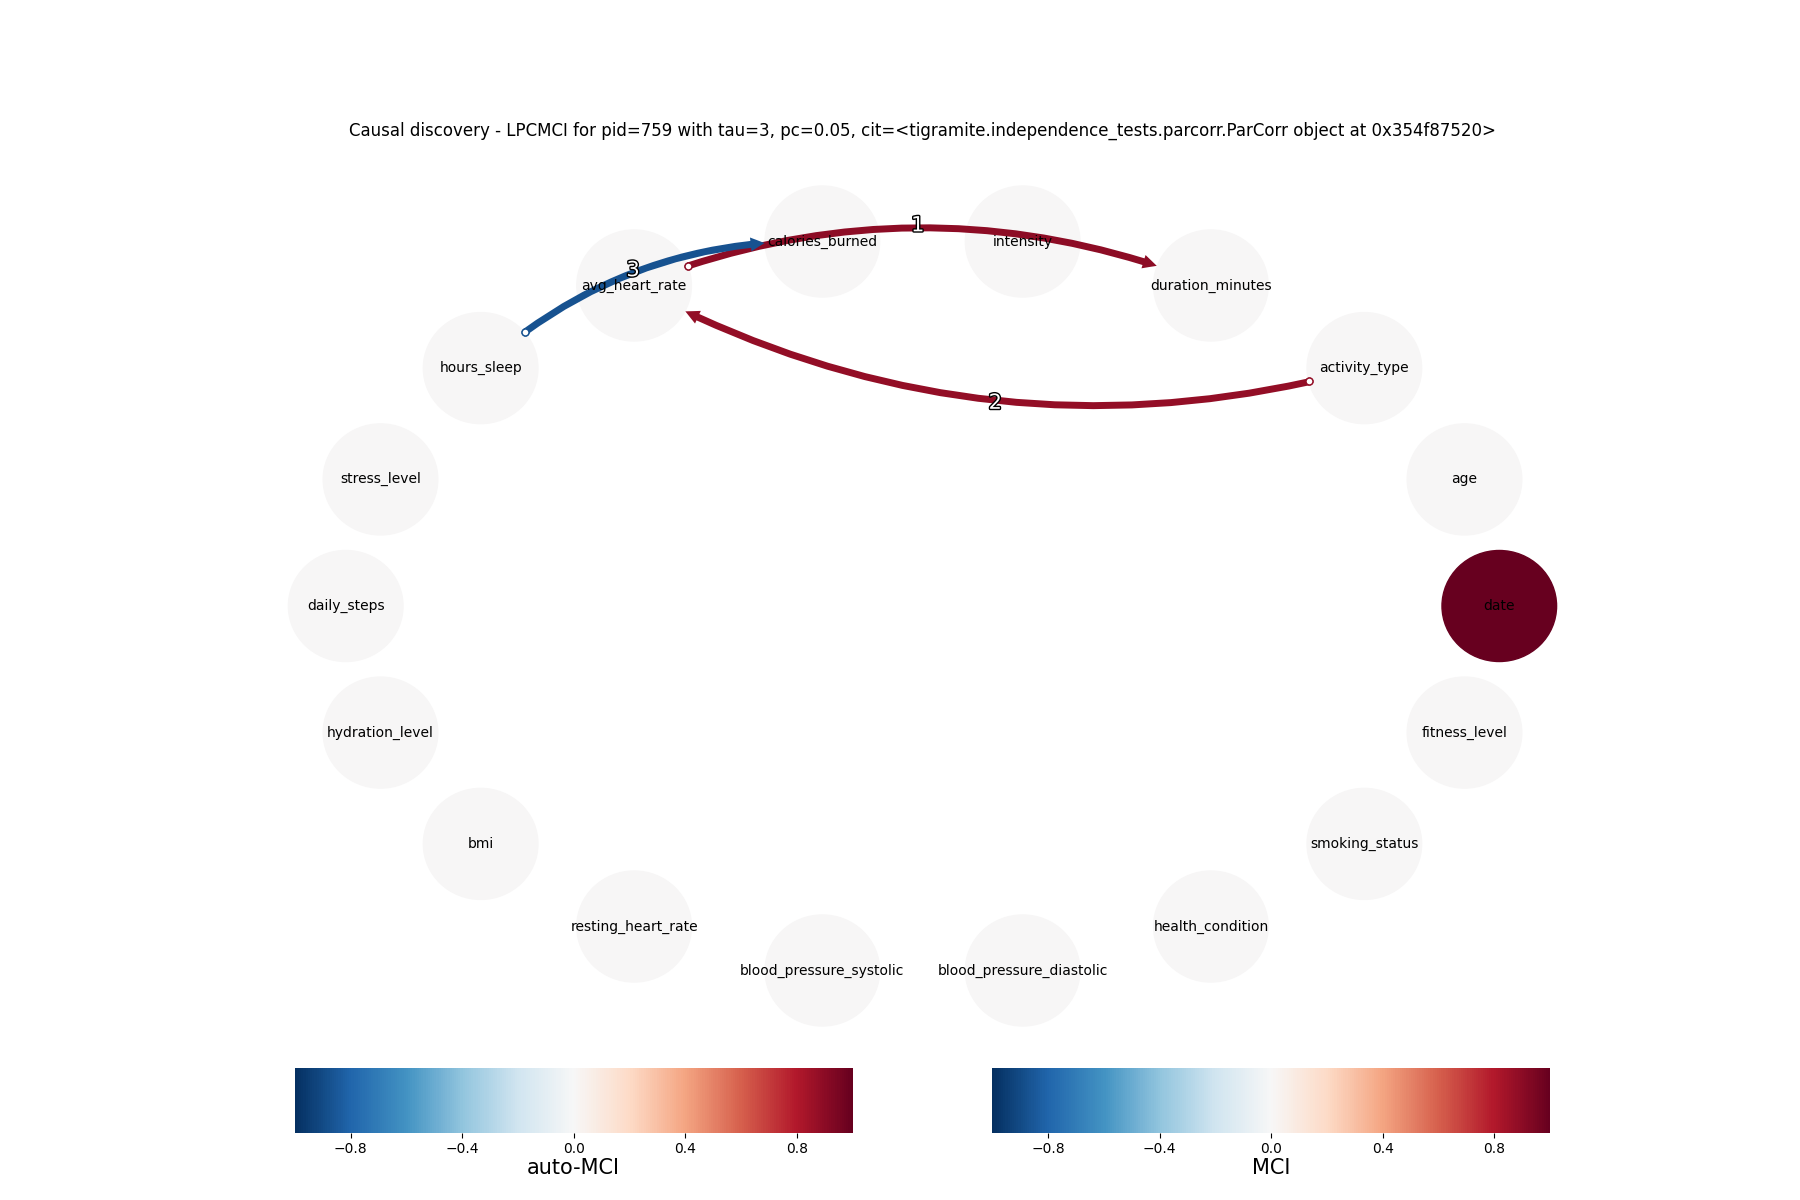 Causal discovery - LPCMCI for pid=759 with tau=3, pc=0.05, cit=<tigramite.independence_tests.parcorr.ParCorr object at 0x354f87520>
1
calories_burned
intensity
3
avg_heart_rate
duration_minutes
hours_sleep
activity_type
2
stress_level
age
daily_steps
date
hydration_level
fitness_level
bmi
smoking_status
resting_heart_rate
health_condition
blood_pressure_systolic
blood_pressure_diastolic
−0.8 −0.4 0.0 0.4 0.8
auto-MCI
−0.8 −0.4 0.0 0.4 0.8
MCI